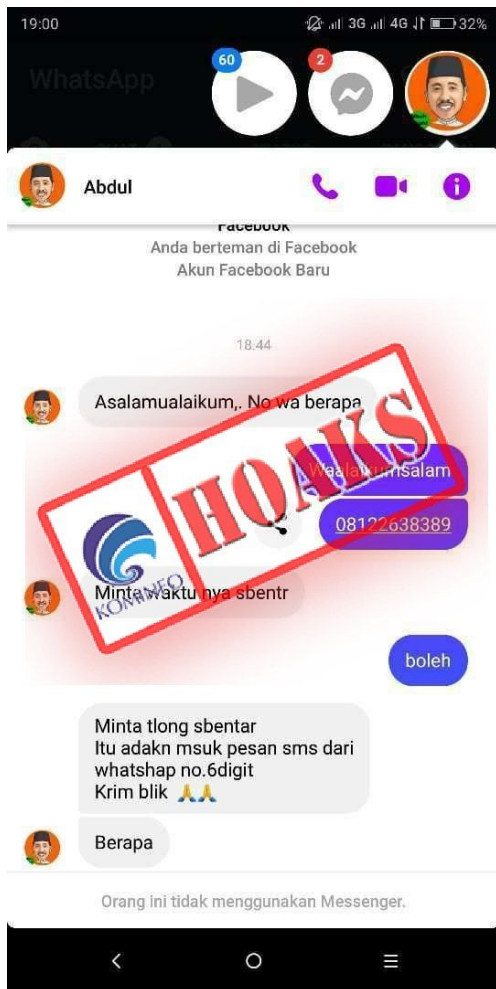 19:00
3G 4G 32%
WhatsApp
60
2
Abdul
Facebook
Anda berteman di Facebook
Akun Facebook Baru
18.44
Asalamualaikum,. No wa berapa
Waalaikumsalam
08122638389
HOAKS
KOMINFO
Minta waktu nya sbentr
boleh
Minta tlong sbentar
Itu adakn msuk pesan sms dari
whatshap no.6digit
Krim blik 🙏🙏
Berapa
Orang ini tidak menggunakan Messenger.